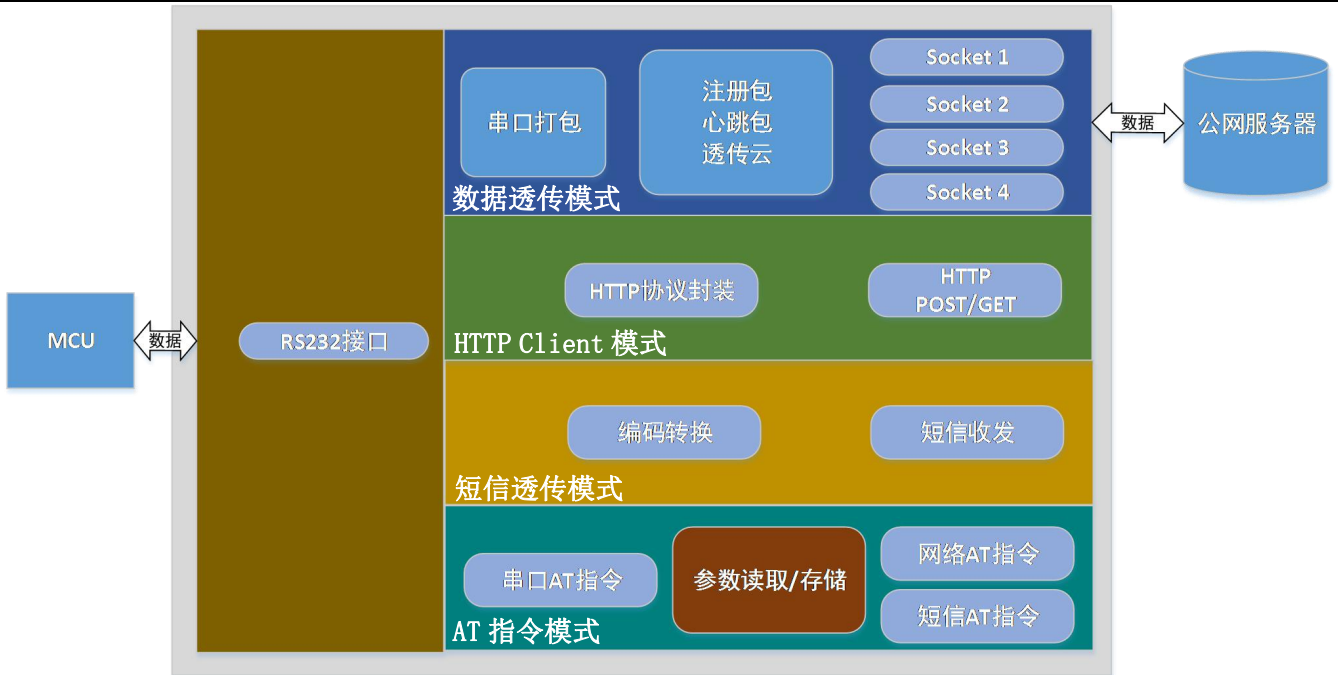 MCU
数据
RS232接口
串口打包
注册包
心跳包
透传云
Socket 1
Socket 2
Socket 3
Socket 4
数据透传模式
数据
公网服务器
HTTP协议封装
HTTP
POST/GET
HTTP Client 模式
编码转换
短信收发
短信透传模式
串口AT指令
参数读取/存储
网络AT指令
短信AT指令
AT 指令模式